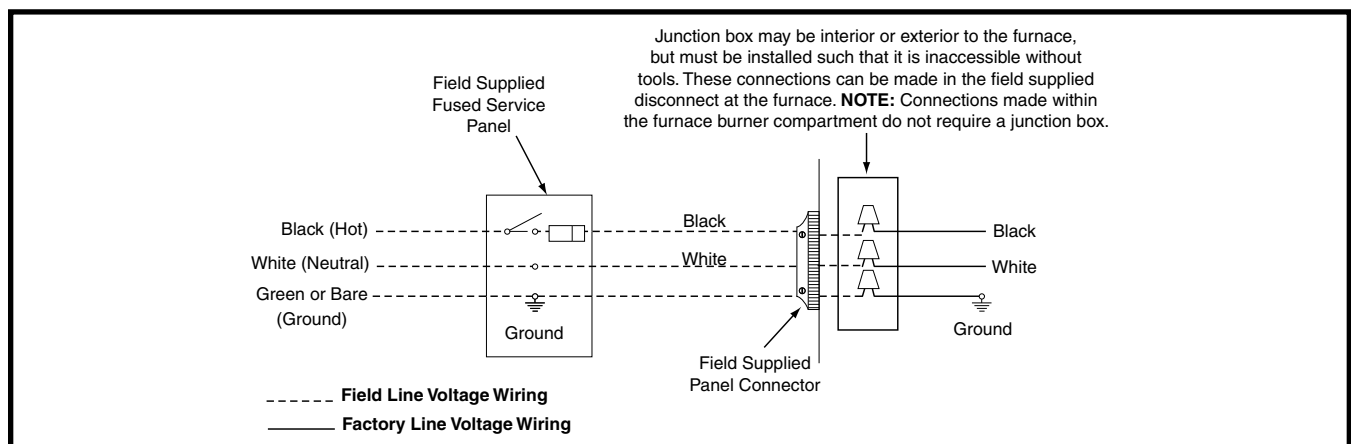 Junction box may be interior or exterior to the furnace,
but must be installed such that it is inaccessible without
tools. These connections can be made in the field supplied
disconnect at the furnace. NOTE: Connections made within
the furnace burner compartment do not require a junction box.
Field Supplied
Fused Service
Panel
Black (Hot)
Black
Black
White (Neutral)
White
White
Green or Bare
(Ground)
Ground
Ground
Field Supplied
Panel Connector
Field Line Voltage Wiring
Factory Line Voltage Wiring